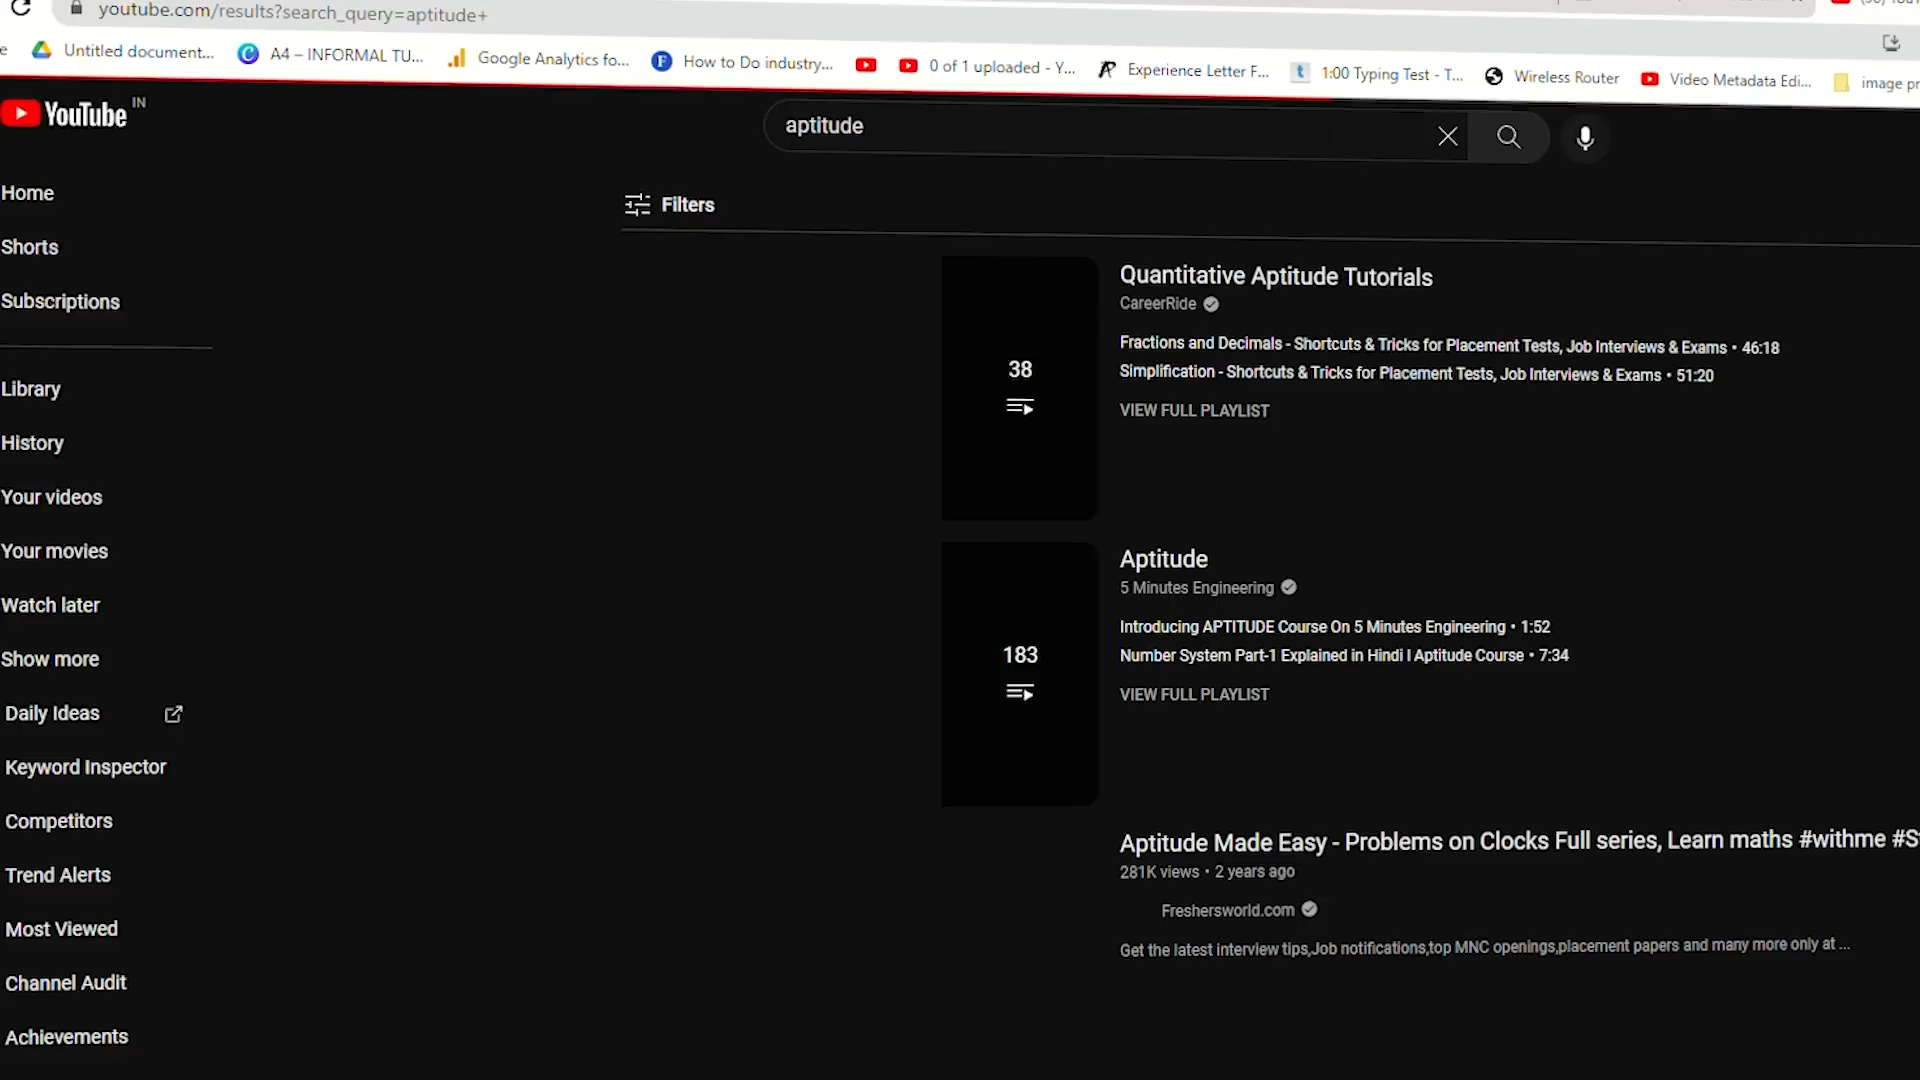 youtube.com/results?search_query=aptitude+
Untitled document...
A4 – INFORMAL TU...
Google Analytics fo...
How to Do industry...
0 of 1 uploaded - Y...
Experience Letter F...
1:00 Typing Test - T...
Wireless Router
Video Metadata Edi...
image pr
YouTube IN
aptitude
Home
Shorts
Subscriptions
Library
History
Your videos
Your movies
Watch later
Show more
Daily Ideas
Keyword Inspector
Competitors
Trend Alerts
Most Viewed
Channel Audit
Achievements
Filters
38
Quantitative Aptitude Tutorials
CareerRide
Fractions and Decimals - Shortcuts & Tricks for Placement Tests, Job Interviews & Exams • 46:18
Simplification - Shortcuts & Tricks for Placement Tests, Job Interviews & Exams • 51:20
VIEW FULL PLAYLIST
183
Aptitude
5 Minutes Engineering
Introducing APTITUDE Course On 5 Minutes Engineering • 1:52
Number System Part-1 Explained in Hindi l Aptitude Course • 7:34
VIEW FULL PLAYLIST
Aptitude Made Easy - Problems on Clocks Full series, Learn maths #withme #S
281K views • 2 years ago
Freshersworld.com
Get the latest interview tips,Job notifications,top MNC openings,placement papers and many more only at ...